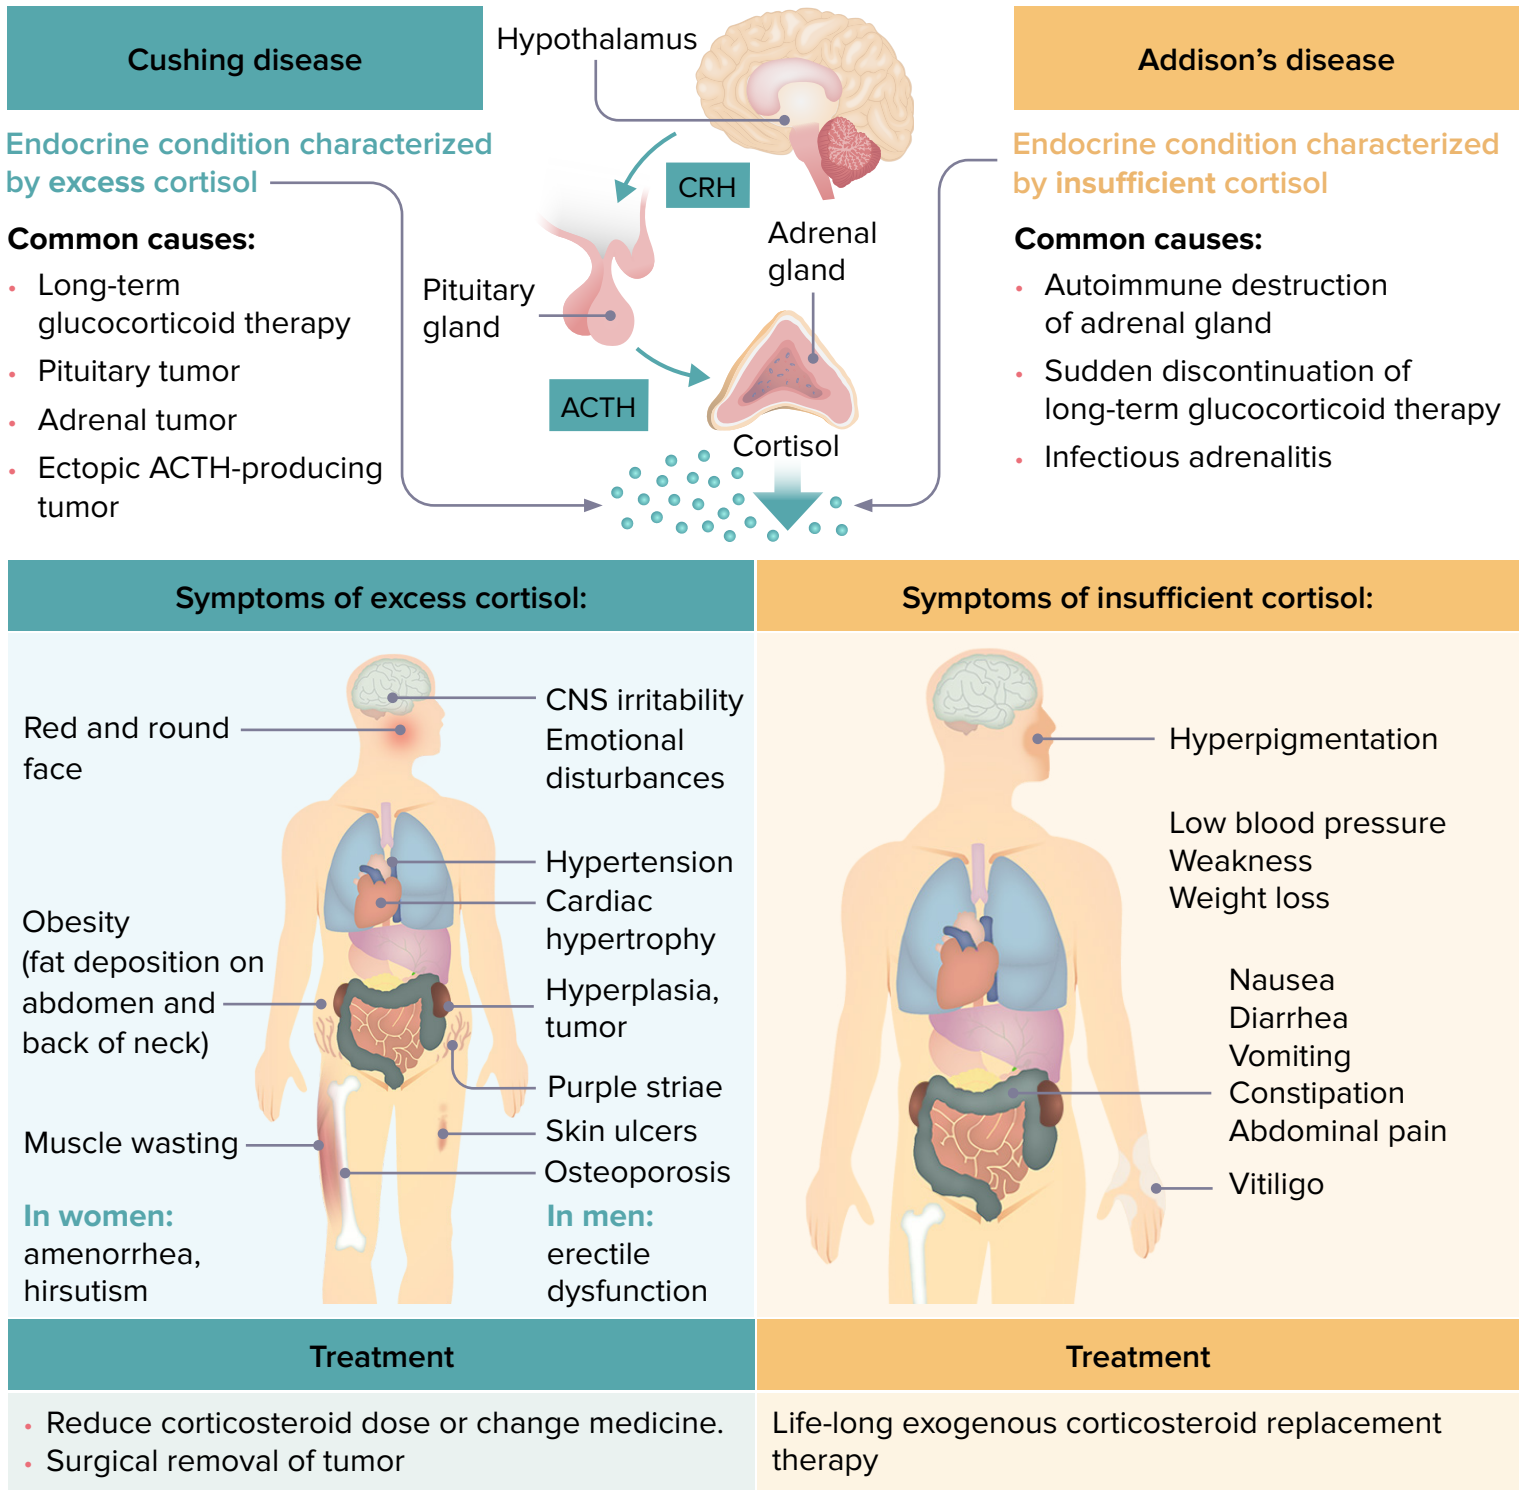 Cushing disease
Endocrine condition characterized
by excess cortisol
Common causes:
• Long-term
glucocorticoid therapy
• Pituitary tumor
• Adrenal tumor
• Ectopic ACTH-producing
tumor
Hypothalamus
CRH
Pituitary
gland
Adrenal
gland
ACTH
Cortisol
Addison’s disease
Endocrine condition characterized
by insufficient cortisol
Common causes:
• Autoimmune destruction
of adrenal gland
• Sudden discontinuation of
long-term glucocorticoid therapy
• Infectious adrenalitis
Symptoms of excess cortisol:
Red and round
face
Obesity
(fat deposition on
abdomen and
back of neck)
Muscle wasting
In women:
amenorrhea,
hirsutism
CNS irritability
Emotional
disturbances
Hypertension
Cardiac
hypertrophy
Hyperplasia,
tumor
Purple striae
Skin ulcers
Osteoporosis
In men:
erectile
dysfunction
Symptoms of insufficient cortisol:
Hyperpigmentation
Low blood pressure
Weakness
Weight loss
Nausea
Diarrhea
Vomiting
Constipation
Abdominal pain
Vitiligo
Treatment
• Reduce corticosteroid dose or change medicine.
• Surgical removal of tumor
Treatment
Life-long exogenous corticosteroid replacement
therapy